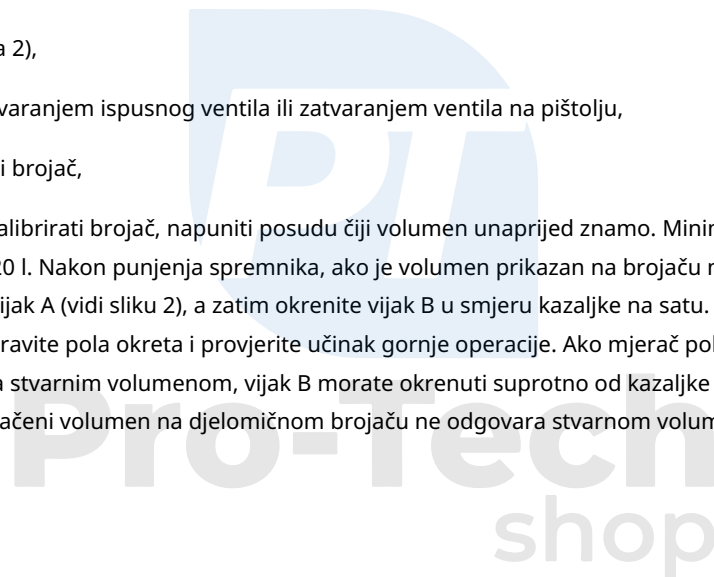 a 2),
varanjem ispusnog ventila ili zatvaranjem ventila na pištolju,
i brojač,
alibrirati brojač, napuniti posudu čiji volumen unaprijed znamo. Minir
20 l. Nakon punjenja spremnika, ako je volumen prikazan na brojaču r
ijak A (vidi sliku 2), a zatim okrenite vijak B u smjeru kazaljke na satu.
ravite pola okreta i provjerite učinak gornje operacije. Ako mjerač pol
a stvarnim volumenom, vijak B morate okrenuti suprotno od kazaljke
ačeni volumen na djelomičnom brojaču ne odgovara stvarnom volum
PT
Pro-Tech
shop